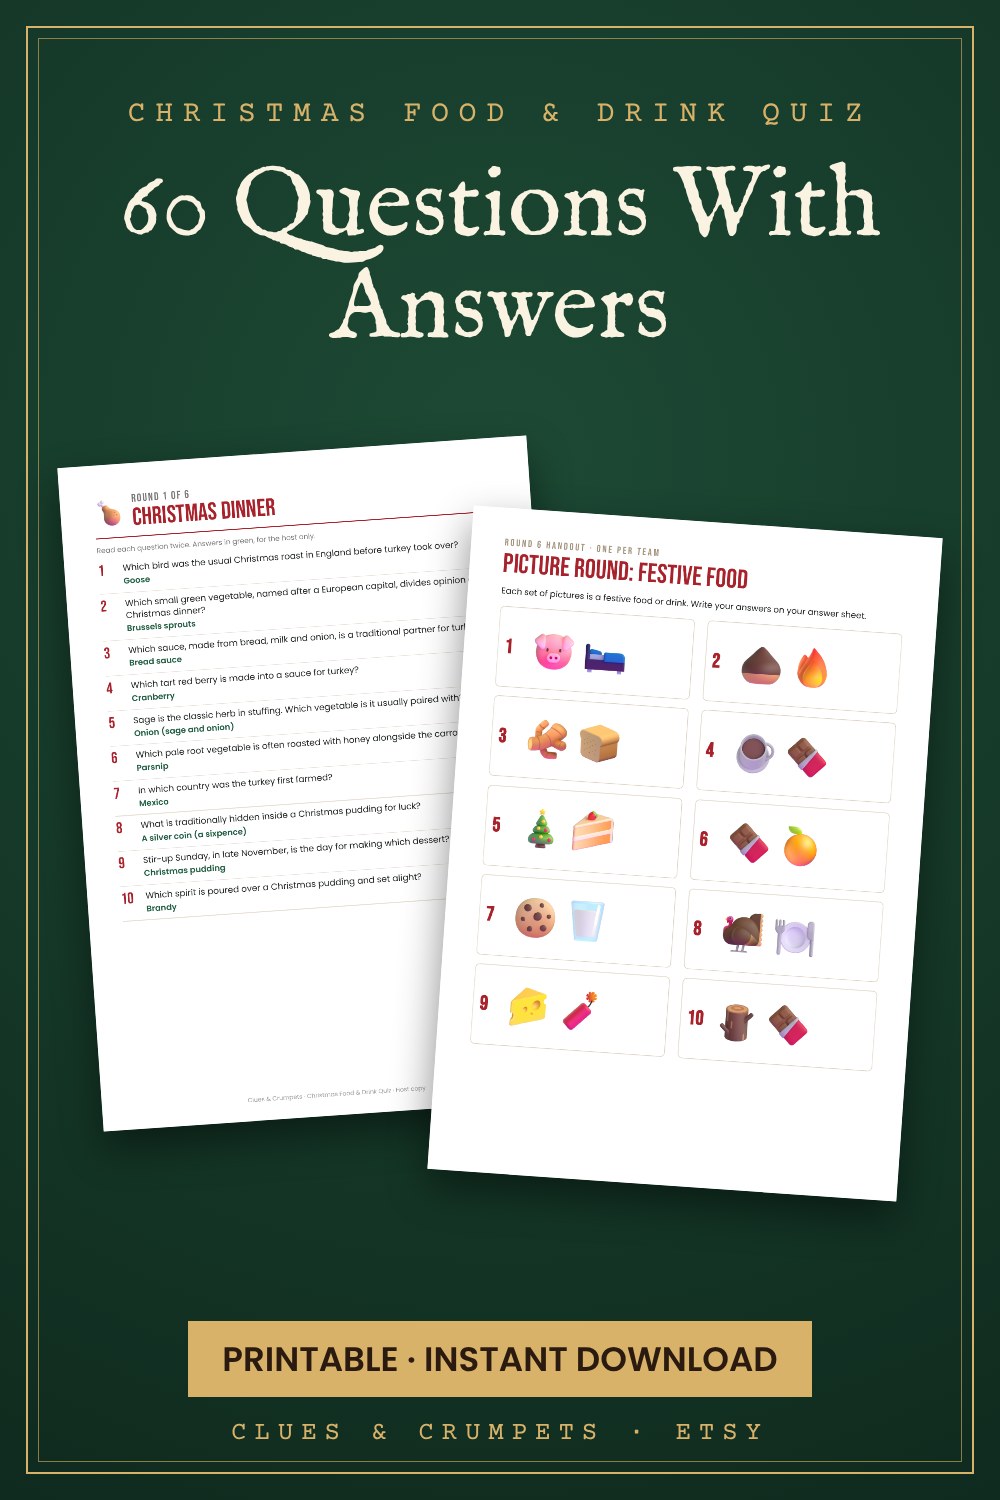 CHRISTMAS FOOD & DRINK QUIZ
60 Questions With
Answers
ROUND 1 OF 6
CHRISTMAS DINNER
Read each question twice. Answers in green, for the host only.
1 Which bird was the usual Christmas roast in England before turkey took over?
Goose
2 Which small green vegetable, named after a European capital, divides opinion
Christmas dinner?
Brussels sprouts
3 Which sauce, made from bread, milk and onion, is a traditional partner for
Bread sauce
4 Which tart red berry is made into a sauce for turkey?
Cranberry
5 Sage is the classic herb in stuffing. Which vegetable is it usually paired with?
Onion (sage and onion)
6 Which pale root vegetable is often roasted with honey alongside the
Parsnip
7 In which country was the turkey first farmed?
Mexico
8 What is traditionally hidden inside a Christmas pudding for luck?
A silver coin (a sixpence)
9 Stir-up Sunday, in late November, is the day for making which dessert?
Christmas pudding
10 Which spirit is poured over a Christmas pudding and set alight?
Brandy
Clues & Crumpets · Christmas Food & Drink Quiz · Host copy
ROUND 6 HANDOUT · ONE PER TEAM
PICTURE ROUND: FESTIVE FOOD
Each set of pictures is a festive food or drink. Write your answers on your answer sheet.
1
2
3
4
5
6
7
8
9
10
PRINTABLE · INSTANT DOWNLOAD
CLUES & CRUMPETS · ETSY